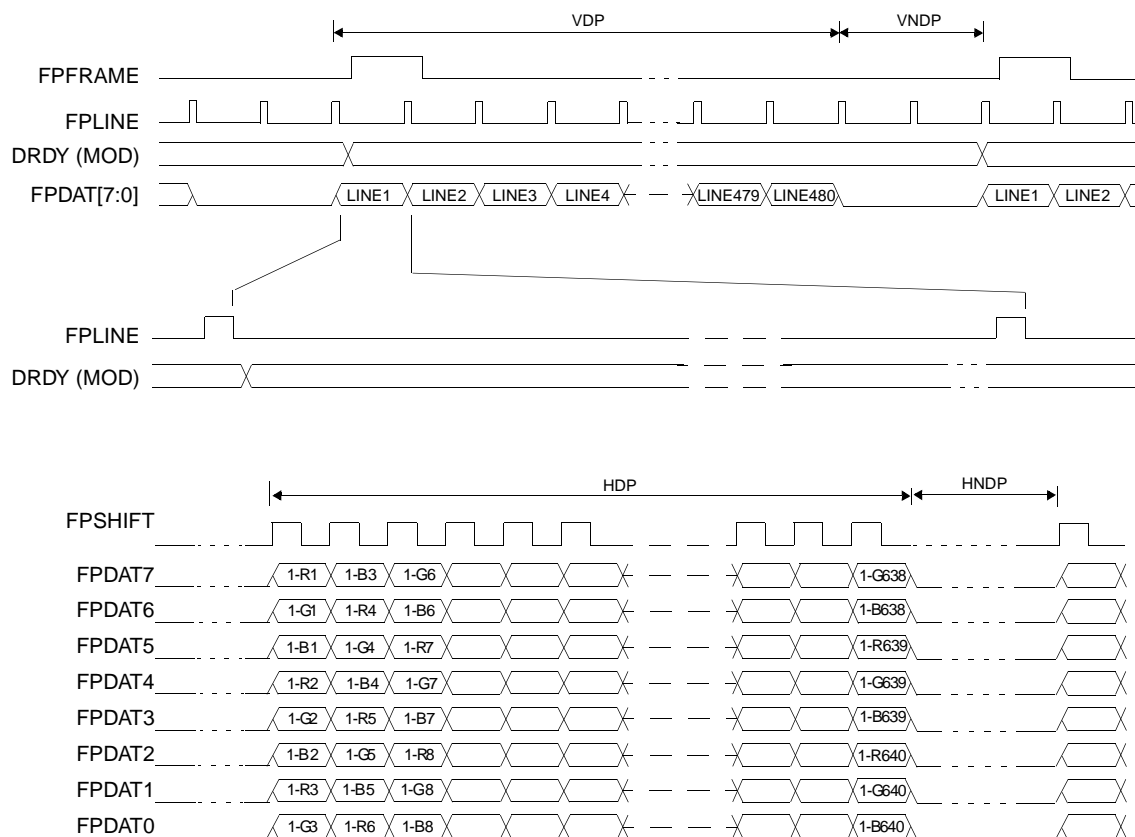 VDP VNDP
FPFRAME
FPLINE
DRDY (MOD)
FPDAT[7:0] LINE1 LINE2 LINE3 LINE4 LINE479 LINE480 LINE1 LINE2
FPLINE
DRDY (MOD)
HDP HNDP
FPSHIFT
FPDAT7 1-R1 1-B3 1-G6 1-G638
FPDAT6 1-G1 1-R4 1-B6 1-B638
FPDAT5 1-B1 1-G4 1-R7 1-R639
FPDAT4 1-R2 1-B4 1-G7 1-G639
FPDAT3 1-G2 1-R5 1-B7 1-B639
FPDAT2 1-B2 1-G5 1-R8 1-R640
FPDAT1 1-R3 1-B5 1-G8 1-G640
FPDAT0 1-G3 1-R6 1-B8 1-B640